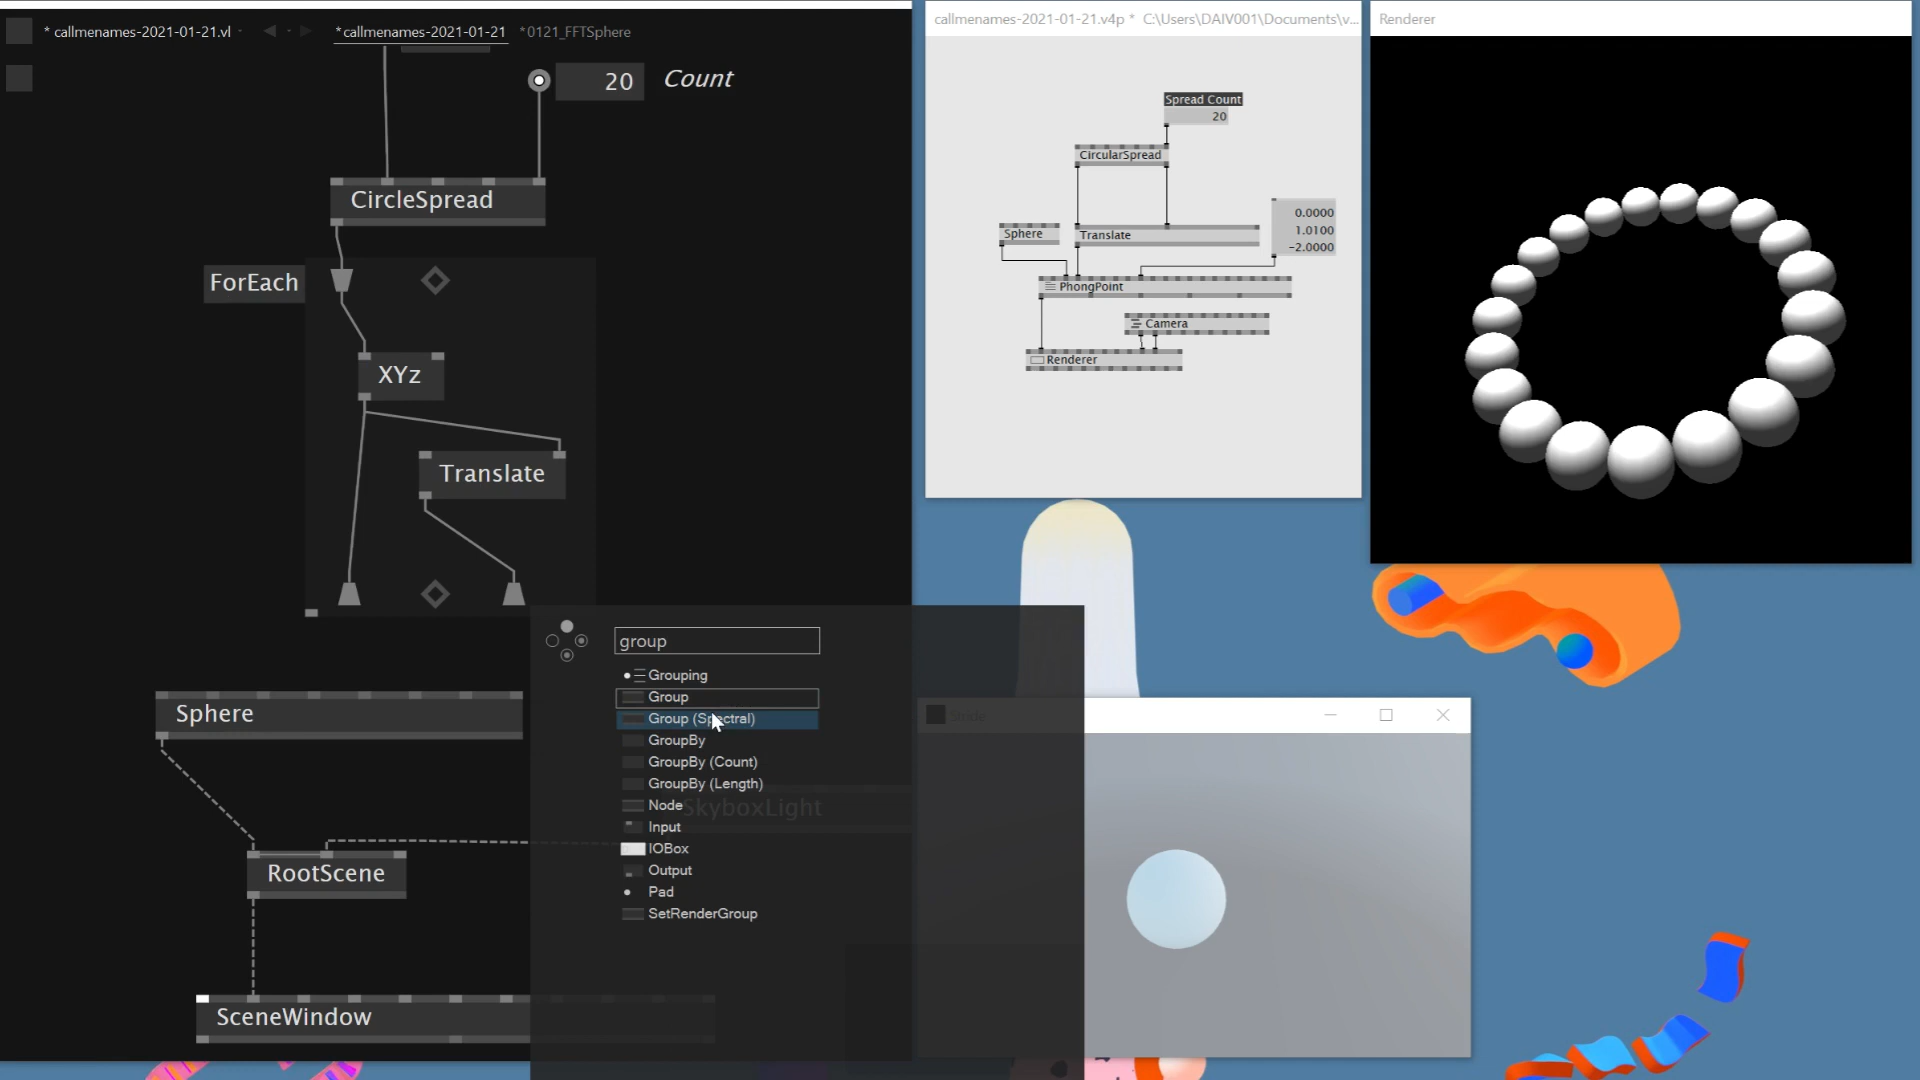 * callmenames-2021-01-21.vl
*callmenames-2021-01-21
*0121_FFTSphere
20
Count
CircleSpread
ForEach
XYz
Translate
Sphere
RootScene
SceneWindow
group
Grouping
Group
Group (Spectral)
GroupBy
GroupBy (Count)
GroupBy (Length)
Node
SkyboxLight
Input
IOBox
Output
Pad
SetRenderGroup
callmenames-2021-01-21.v4p * C:\Users\DAIV001\Documents\v...
Spread Count
20
CircularSpread
0.0000
1.0100
-2.0000
Sphere
Translate
PhongPoint
Camera
Renderer
Renderer